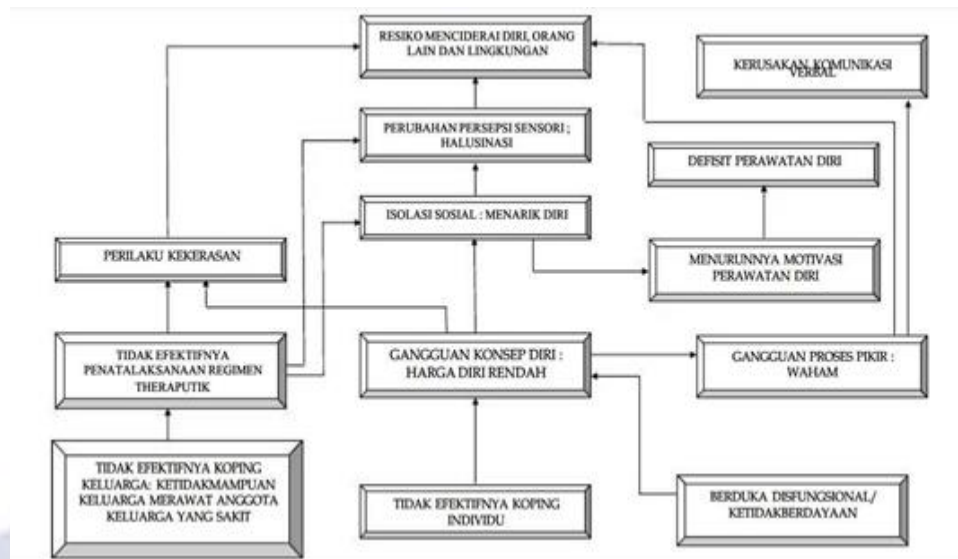 RESIKO MENCIDERAI DIRI, ORANG
LAIN DAN LINGKUNGAN
KERUSAKAN KOMUNIKASI
VERBAL
PERUBAHAN PERSEPSI SENSORI ;
HALUSINASI
DEFISIT PERAWATAN DIRI
ISOLASI SOSIAL : MENARIK DIRI
PERILAKU KEKERASAN
MENURUNNYA MOTIVASI
PERAWATAN DIRI
TIDAK EFEKTIFNYA
PENATALAKSANAAN REGIMEN
THERAPUTIK
GANGGUAN KONSEP DIRI :
HARGA DIRI RENDAH
GANGGUAN PROSES PIKIR :
WAHAM
TIDAK EFEKTIFNYA KOPING
KELUARGA: KETIDAKMAMPUAN
KELUARGA MERAWAT ANGGOTA
KELUARGA YANG SAKIT
TIDAK EFEKTIFNYA KOPING
INDIVIDU
BERDUKA DISFUNGSIONAL/
KETIDAKBERDAYAAN